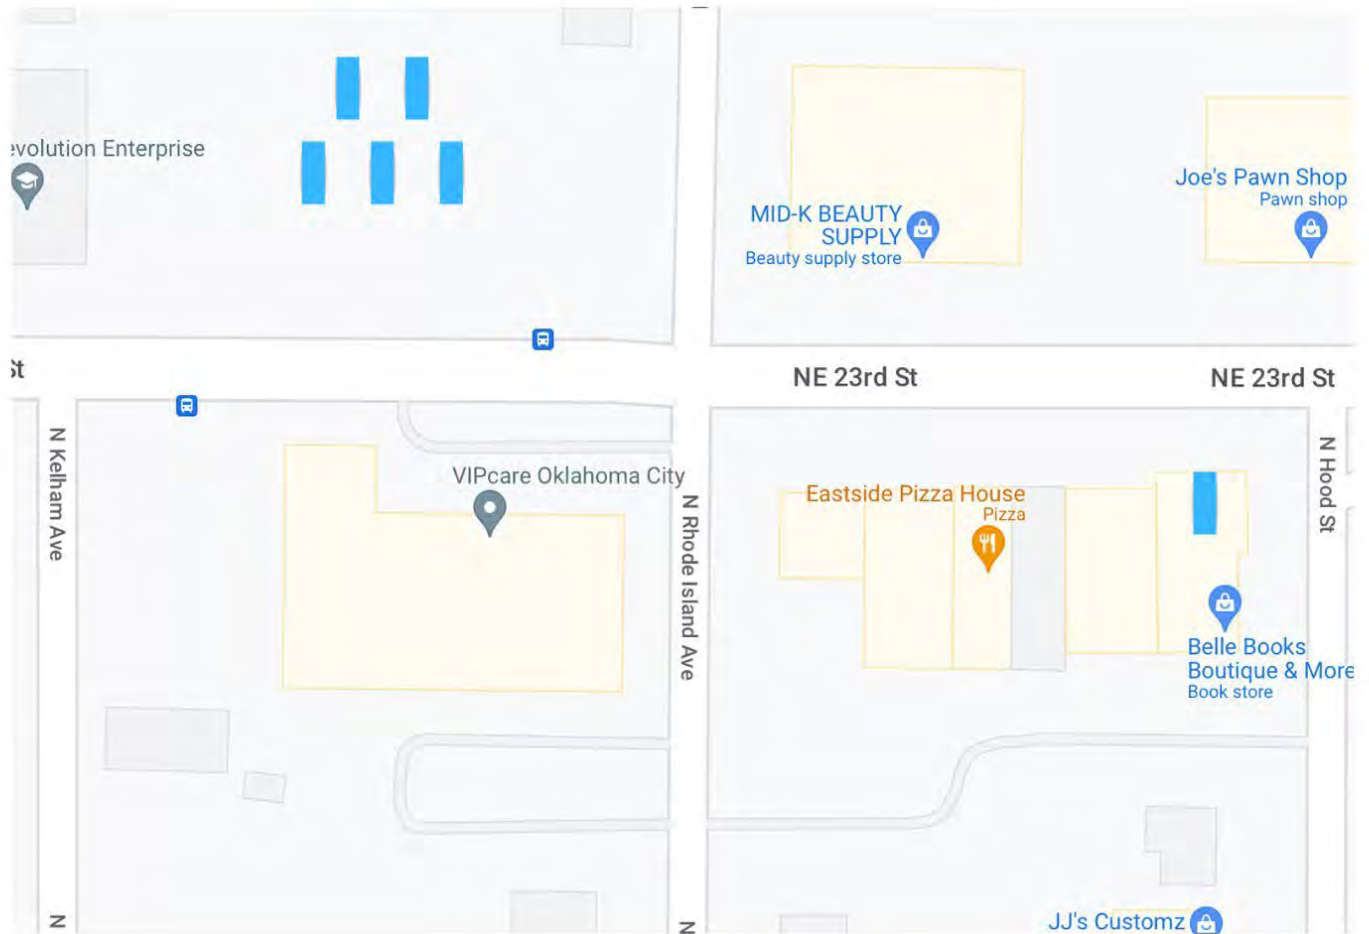 evolution Enterprise
Joe's Pawn Shop
Pawn shop
MID-K BEAUTY
SUPPLY
Beauty supply store
St
NE 23rd St
NE 23rd St
N Kelham Ave
VIPcare Oklahoma City
N Rhode Island Ave
Eastside Pizza House
Pizza
N Hood St
Belle Books
Boutique & More
Book store
N
N
JJ's Customz